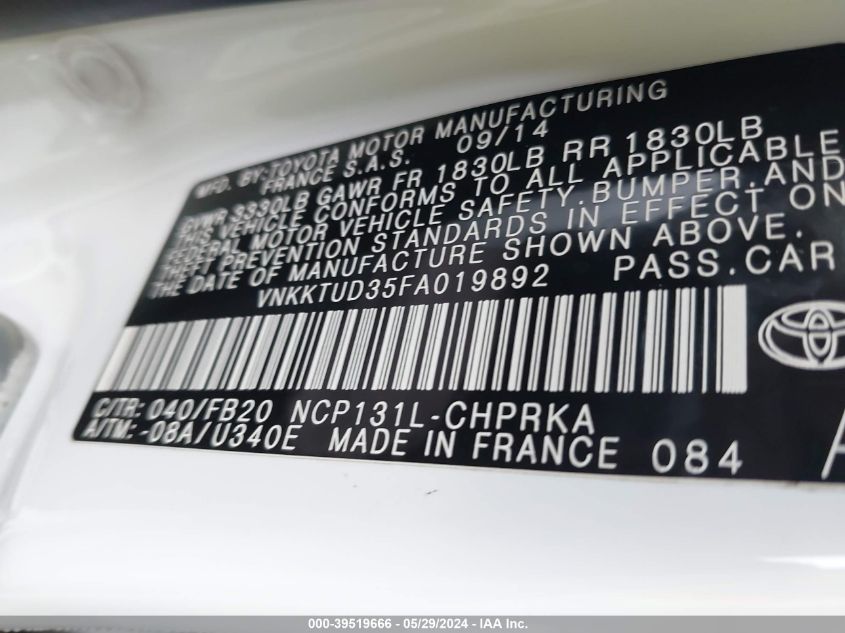 MFD. BY:TOYOTA MOTOR MANUFACTURING
FRANCE S.A.S. 09/14
GVWR 3330LB GAWR FR 1830LB RR 1830LB
THIS VEHICLE CONFORMS TO ALL APPLICABLE
FEDERAL MOTOR VEHICLE SAFETY.BUMPER.AND
THEFT PREVENTION STANDARDS IN EFFECT ON
THE DATE OF MANUFACTURE SHOWN ABOVE.
VNKKTUD35FA019892 PASS.CAR
C/TR: 040/FB20 NCP131L-CHPRKA
A/TM: -08A/U340E MADE IN FRANCE 084
000-39519666 - 05/29/2024 - IAA Inc.